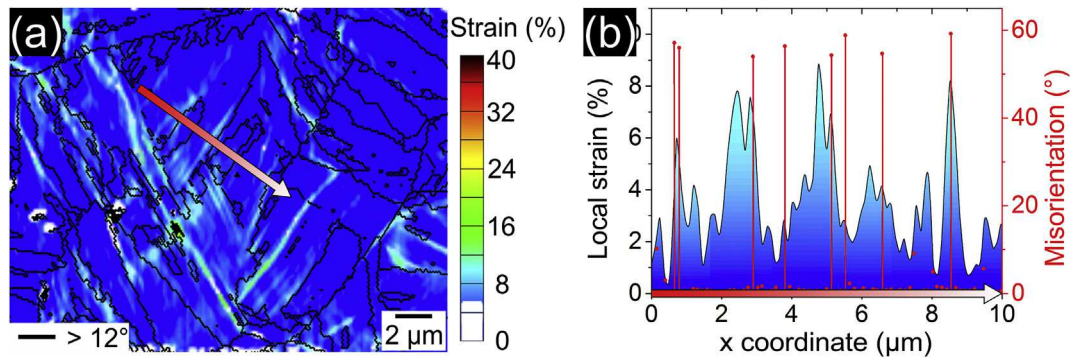 (a)
Strain (%)
40
32
24
16
8
0
> 12°
2 µm
(b)
Local strain (%)
8
6
4
2
0
0 2 4 6 8 10
x coordinate (µm)
60
40
20
0
Misorientation (°)